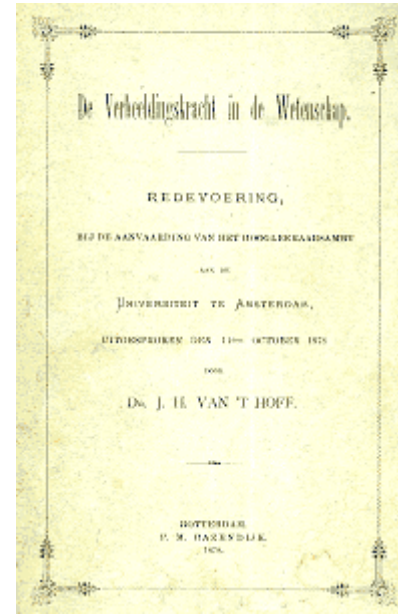 De Verbeeldingskracht in de Wetenschap.
REDEVOERING,
BIJ DE AANVAARDING VAN HET HOOGLEERAARSAMBT
AAN DE
UNIVERSITEIT TE AMSTERDAM,
UITGESPROKEN DEN 11den OCTOBER 1878
DOOR
DR. J. H. VAN 'T HOFF.
ROTTERDAM,
P. M. BAZENDIJK.
1878.